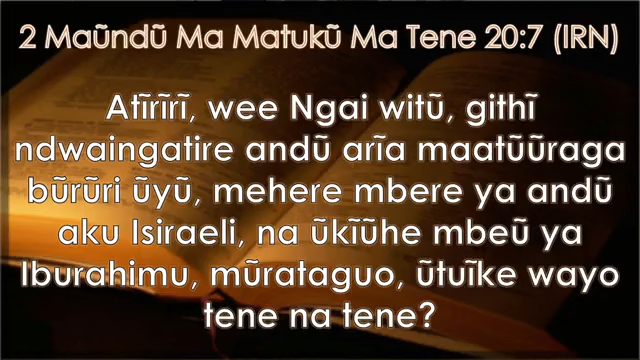 2 Maũndũ Ma Matukũ Ma Tene 20:7 (IRN)
Atĩrĩrĩ, wee Ngai witũ, githĩ
ndwaingatire andũ arĩa maatũũraga
bũrũri ũyũ, mehere mbere ya andũ
aku Isiraeli, na ũkĩũhe mbeũ ya
Iburahimu, mũrataguo, ũtuĩke wayo
tene na tene?